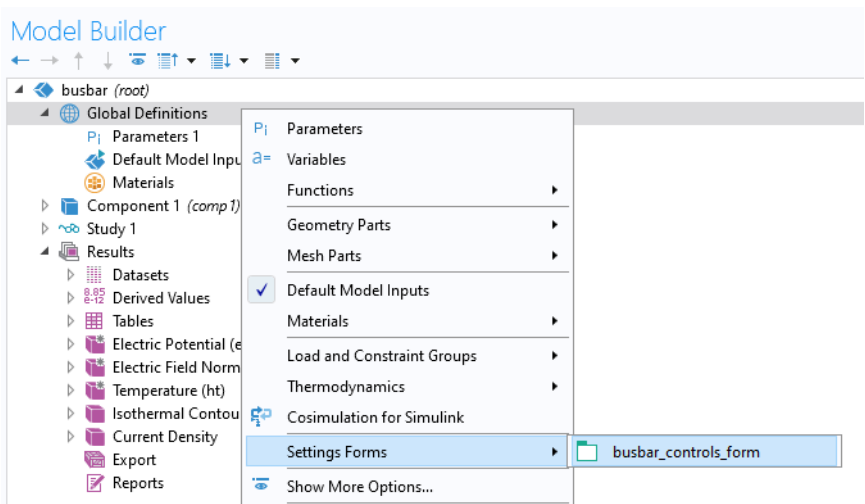 Model Builder
busbar (root)
Global Definitions
Pi Parameters 1
Default Model Inpu
Materials
Component 1 (comp1)
Study 1
Results
Datasets
8.85
e-12
Derived Values
Tables
Electric Potential (e
Electric Field Norm
Temperature (ht)
Isothermal Contou
Current Density
Export
Reports
Pi Parameters
a= Variables
Functions
Geometry Parts
Mesh Parts
Default Model Inputs
Materials
Load and Constraint Groups
Thermodynamics
Cosimulation for Simulink
Settings Forms
Show More Options...
busbar_controls_form